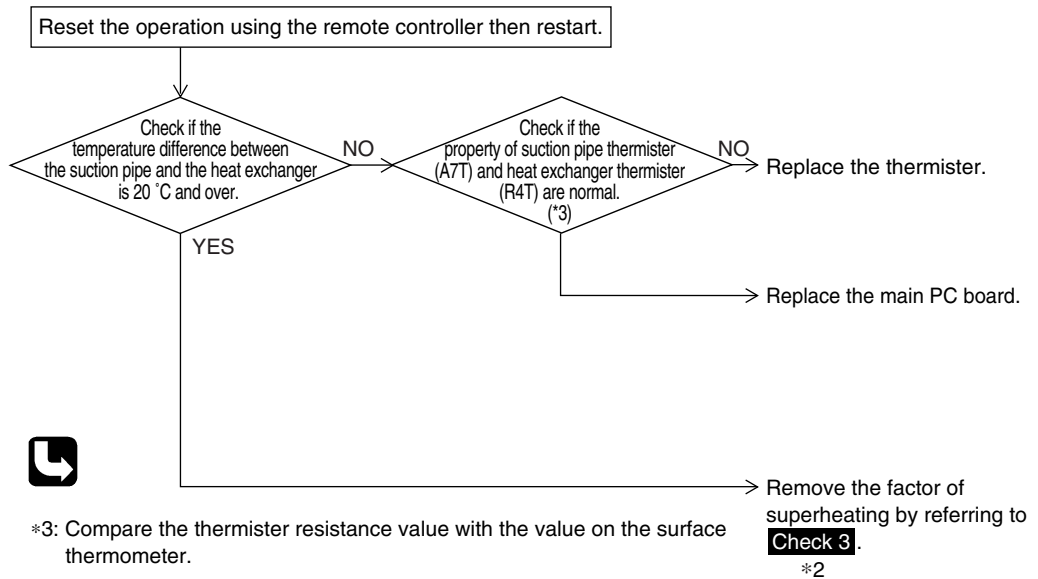 Reset the operation using the remote controller then restart.
Check if the
temperature difference between
the suction pipe and the heat exchanger
is 20 ˚C and over.
NO
Check if the
property of suction pipe thermister
(A7T) and heat exchanger thermister
(R4T) are normal.
(*3)
NO
Replace the thermister.
YES
Replace the main PC board.
Remove the factor of
superheating by referring to
Check 3 .
*2
*3: Compare the thermister resistance value with the value on the surface
thermometer.